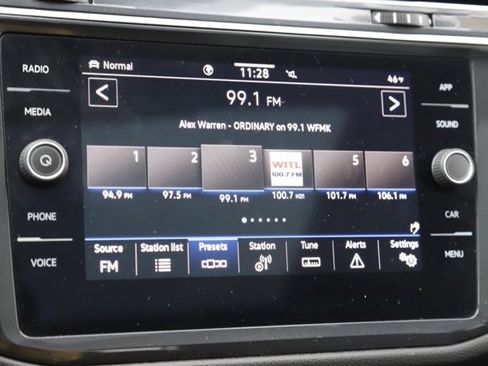 RADIO
MEDIA
PHONE
VOICE
Normal
11:28
46°F
99.1 FM
Alex Warren - ORDINARY on 99.1 WFMK
1 2 3 WITL 100.7 FM 5 6
94.9 FM 97.5 FM 99.1 FM 100.7 HD1 101.7 FM 106.1 FM
Source Station list Presets Station Tune Alerts Settings
FM
APP
SOUND
CAR
MENU